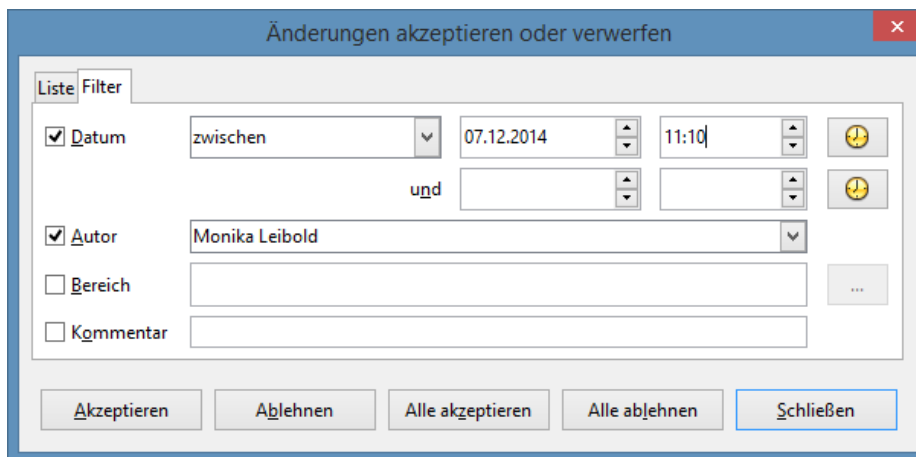 Änderungen akzeptieren oder verwerfen
Liste Filter
Datum zwischen 07.12.2014 11:10
und
Autor Monika Leibold
Bereich ...
Kommentar
Akzeptieren Ablehnen Alle akzeptieren Alle ablehnen Schließen